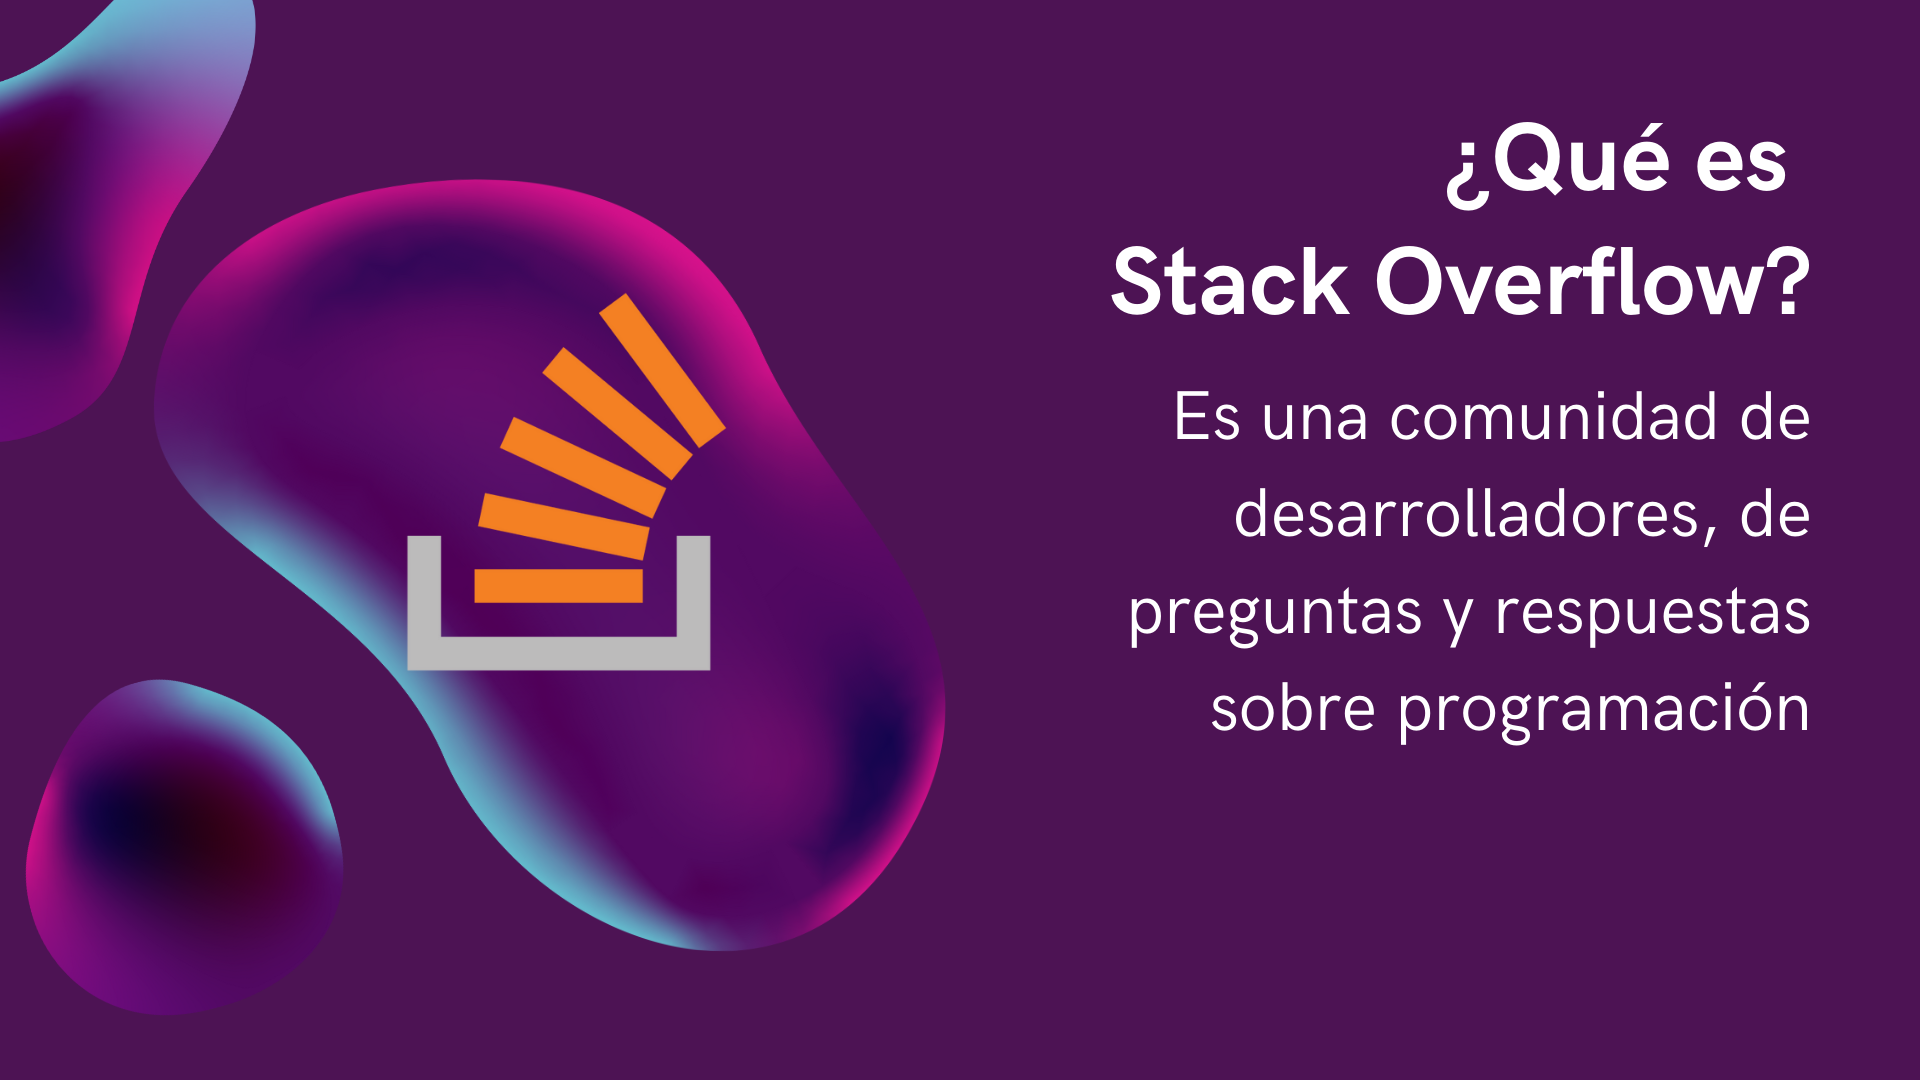 ¿Qué es
Stack Overflow?
Es una comunidad de
desarrolladores, de
preguntas y respuestas
sobre programación